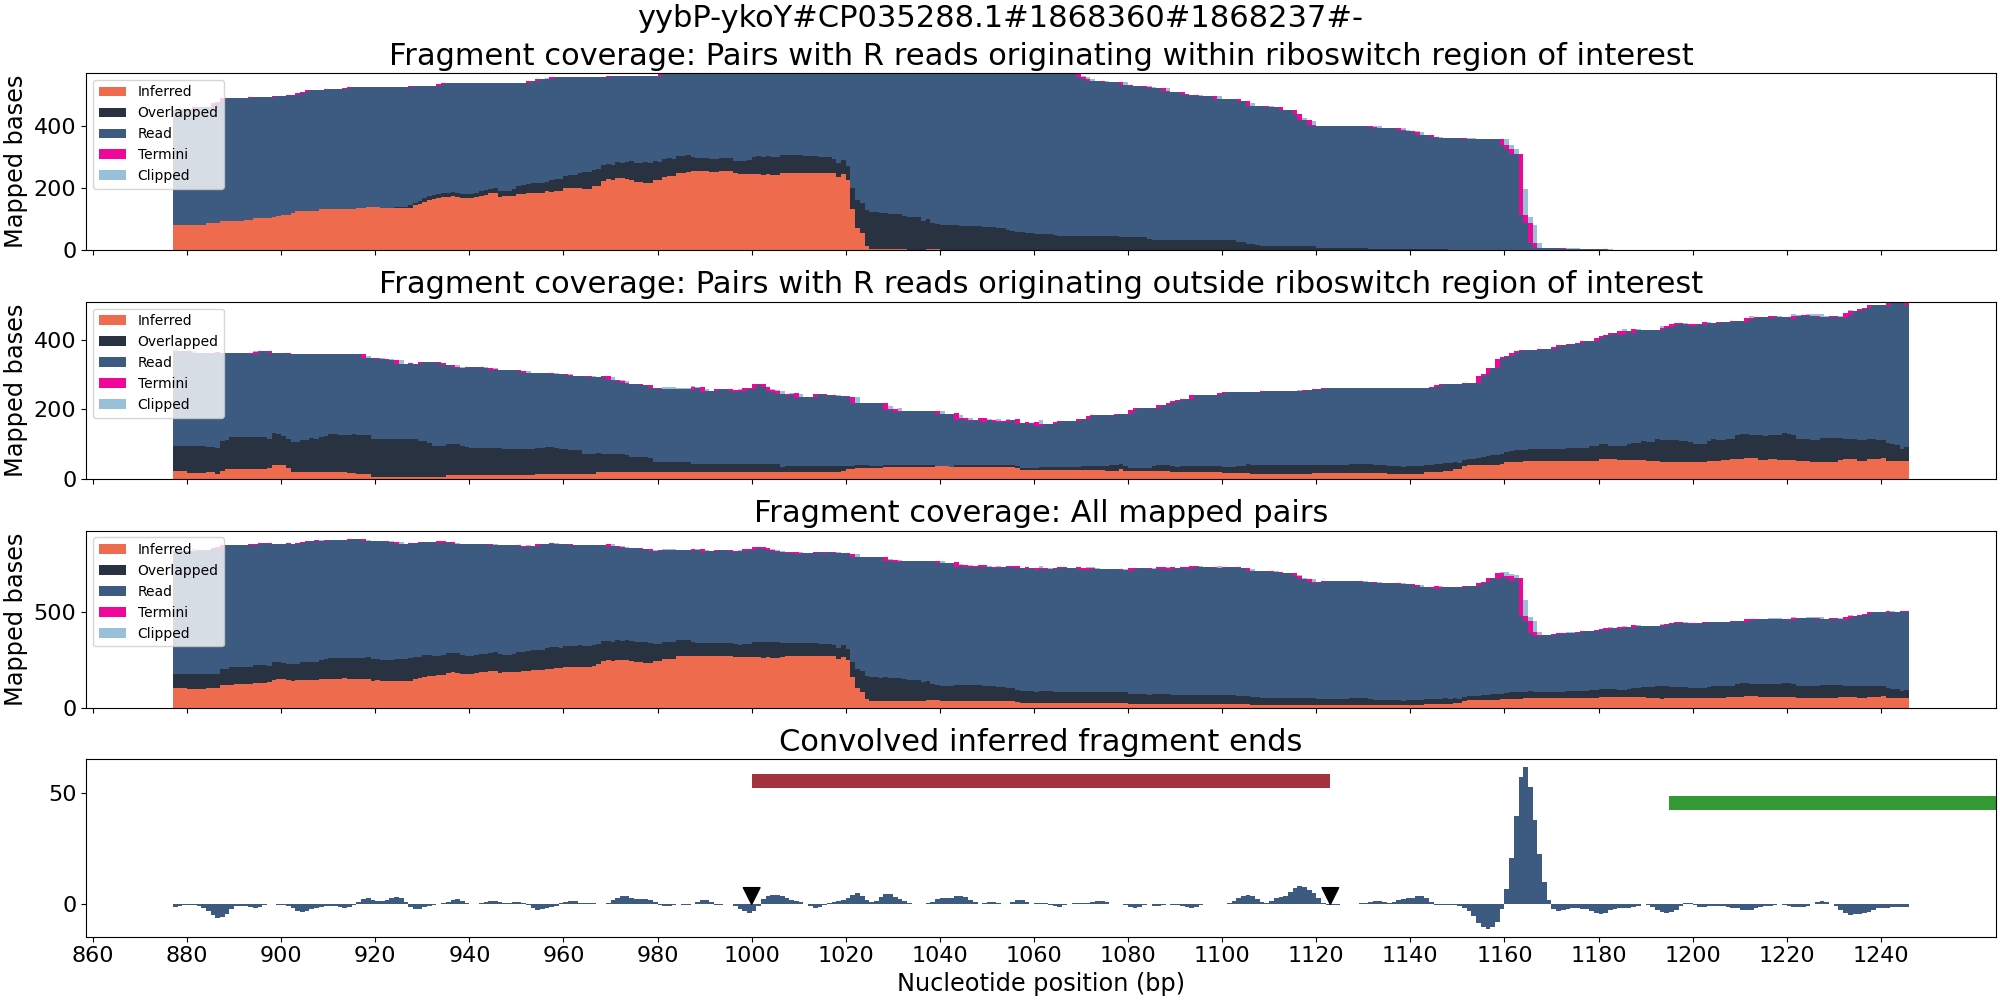 yybP-ykoY#CP035288.1#1868360#1868237#-
Fragment coverage: Pairs with R reads originating within riboswitch region of interest
Mapped bases
400
200
0
Inferred
Overlapped
Read
Termini
Clipped
Fragment coverage: Pairs with R reads originating outside riboswitch region of interest
Mapped bases
400
200
0
Inferred
Overlapped
Read
Termini
Clipped
Fragment coverage: All mapped pairs
Mapped bases
500
0
Inferred
Overlapped
Read
Termini
Clipped
Convolved inferred fragment ends
50
0
860 880 900 920 940 960 980 1000 1020 1040 1060 1080 1100 1120 1140 1160 1180 1200 1220 1240
Nucleotide position (bp)